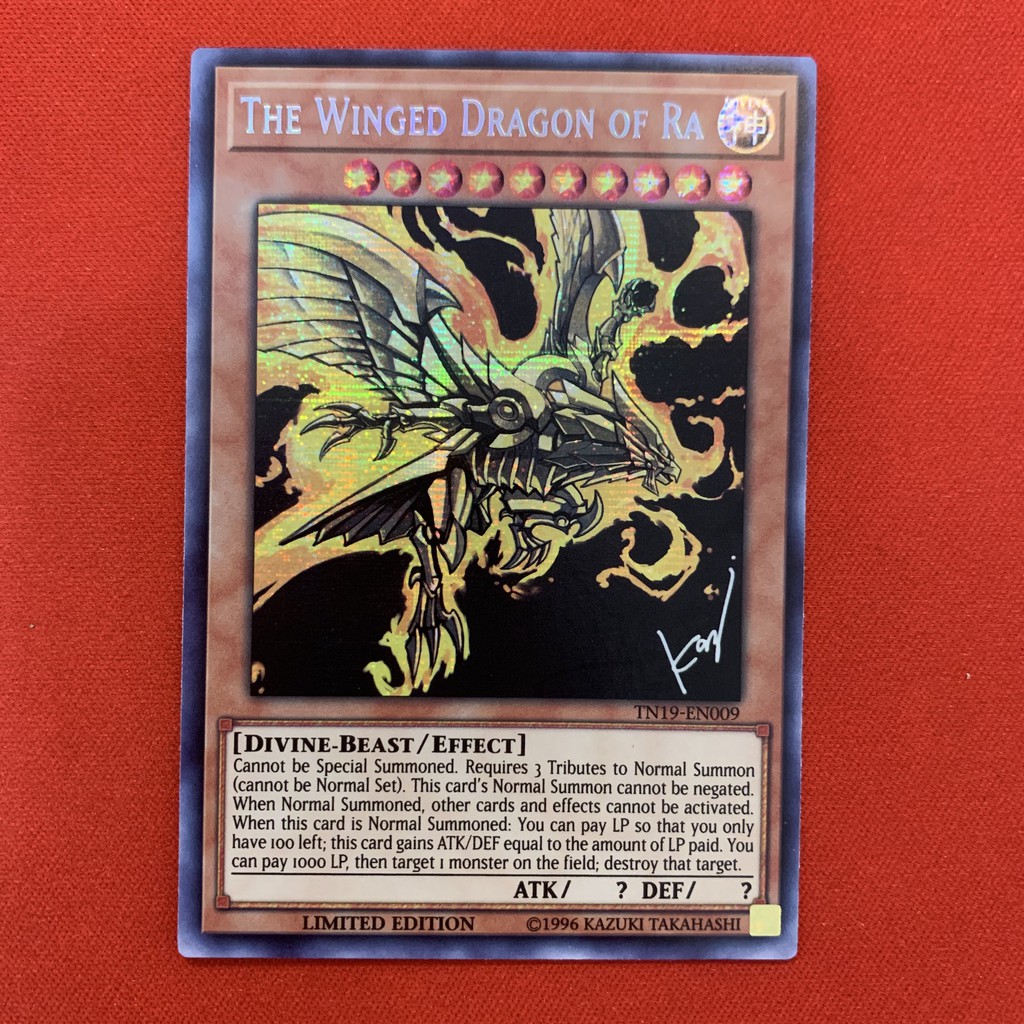 THE WINGED DRAGON OF RA
DIVINE
神
TN19-EN009
[DIVINE-BEAST/EFFECT]
Cannot be Special Summoned. Requires 3 Tributes to Normal Summon
(cannot be Normal Set). This card's Normal Summon cannot be negated.
When Normal Summoned, other cards and effects cannot be activated.
When this card is Normal Summoned: You can pay LP so that you only
have 100 left; this card gains ATK/DEF equal to the amount of LP paid. You
can pay 1000 LP, then target 1 monster on the field; destroy that target.
ATK/ ? DEF/ ?
LIMITED EDITION ©1996 KAZUKI TAKAHASHI